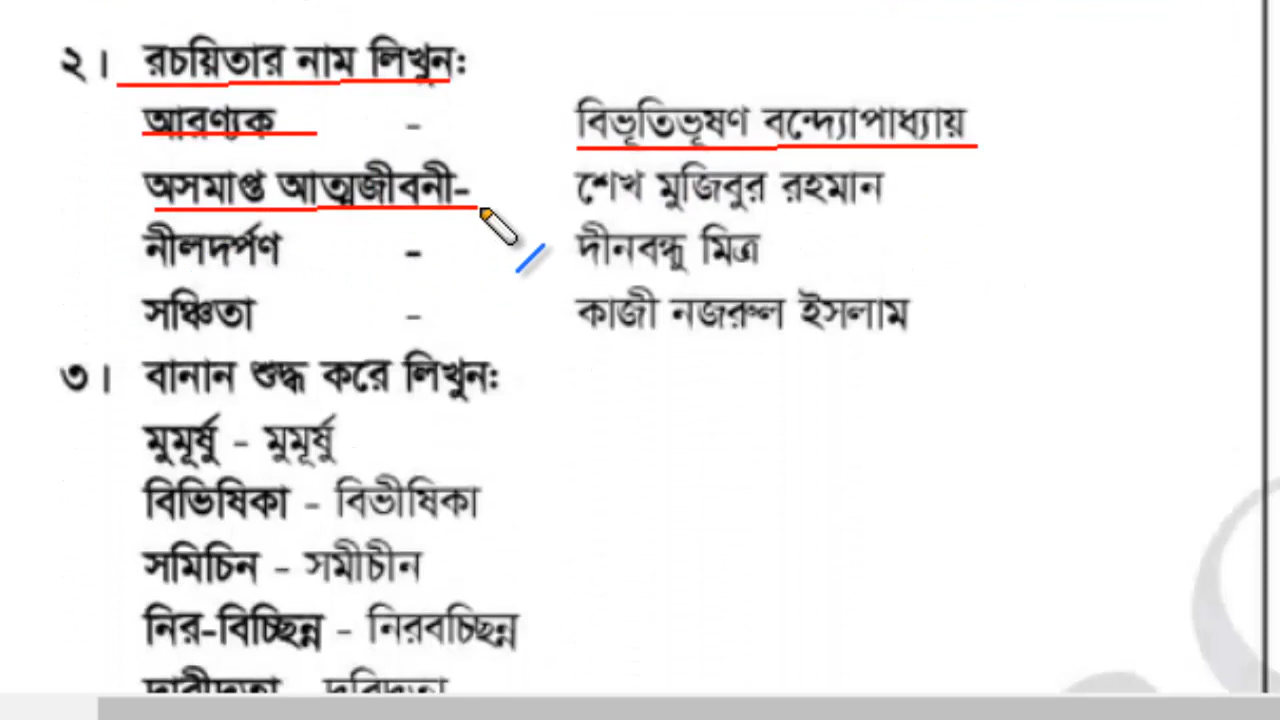 ২। রচয়িতার নাম লিখুন:
আরণ্যক - বিভূতিভূষণ বন্দ্যোপাধ্যায়
অসমাপ্ত আত্মজীবনী- শেখ মুজিবুর রহমান
নীলদর্পণ - দীনবন্ধু মিত্র
সঞ্চিতা - কাজী নজরুল ইসলাম
৩। বানান শুদ্ধ করে লিখুন:
মুমূর্ষু - মুমূর্ষু
বিভিষিকা - বিভীষিকা
সমিচিন - সমীচীন
নির-বিচ্ছিন্ন - নিরবচ্ছিন্ন